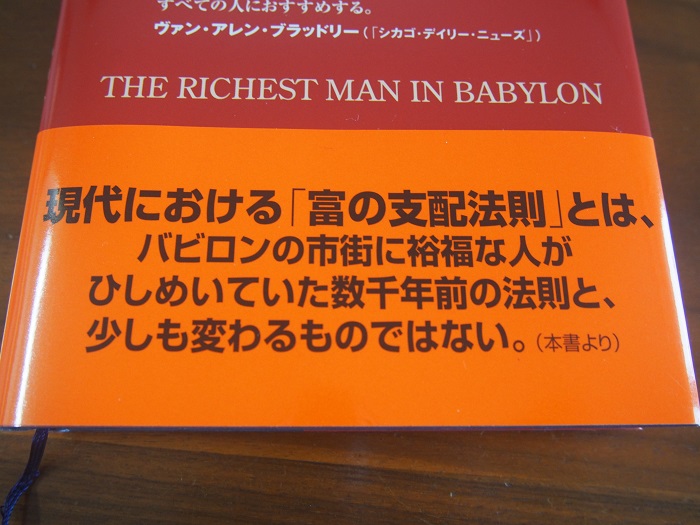 すべての人におすすめする。
ヴァン・アレン・ブラッドリー(「シカゴ・デイリー・ニューズ」)
THE RICHEST MAN IN BABYLON
現代における「富の支配法則」とは、
バビロンの市街に裕福な人が
ひしめいていた数千年前の法則と、
少しも変わるものではない。(本書より)